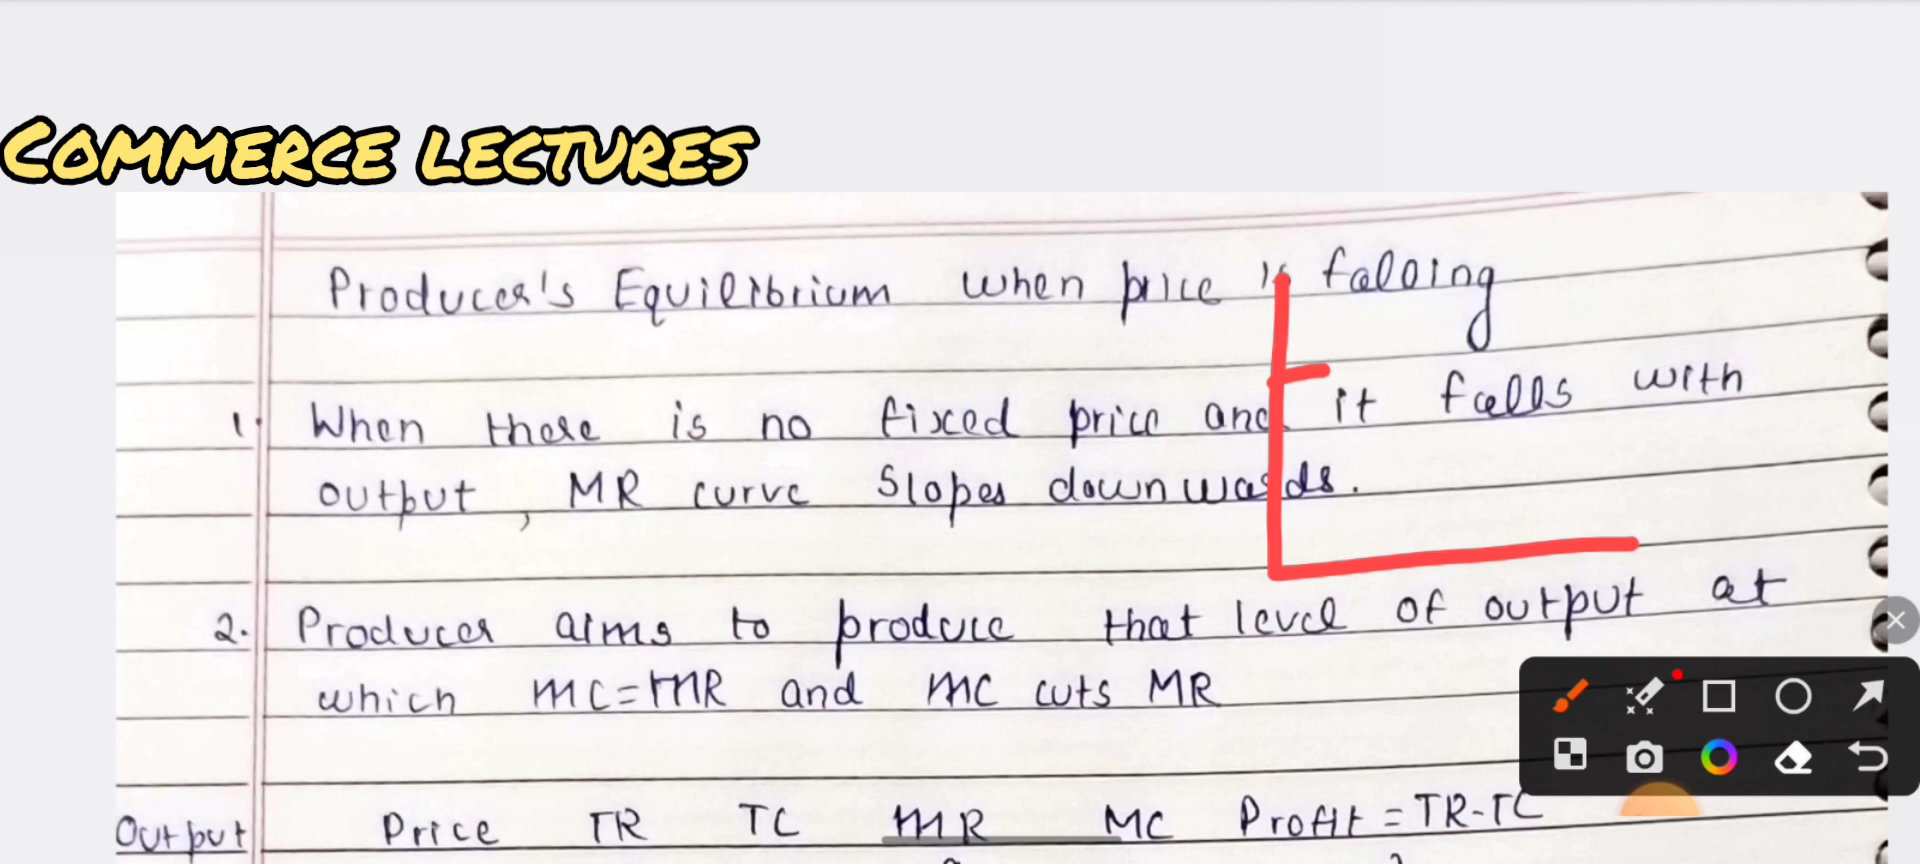 COMMERCE LECTURES
Producer's Equilibrium when price is falling
1. When there is no fixed price and it falls with
output, MR curve slopes downwards.
2. Producer aims to produce that level of output at
which MC=MR and MC cuts MR
Output Price TR TC MR MC Profit = TR-TC